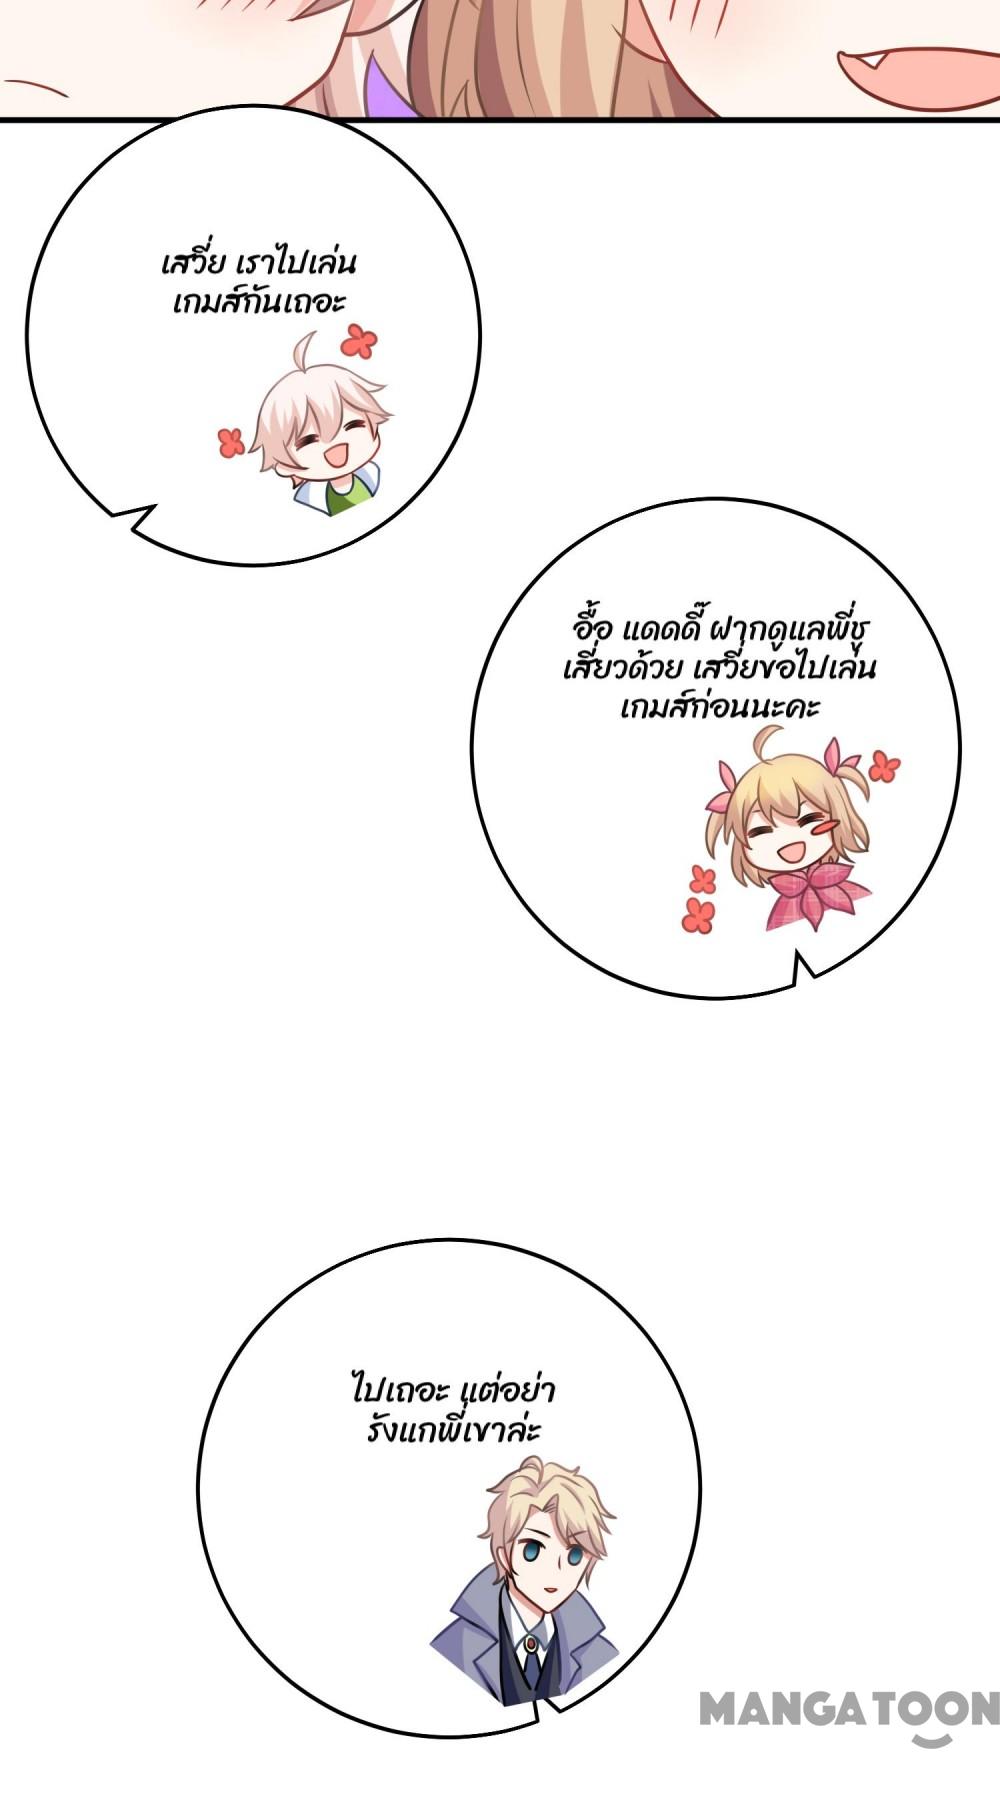 เสวี่ย เราไปเล่น
เกมส์กันเถอะ
อื้อ แดดดี๊ ฝากดูแลพี่ชู
เสี่ยวด้วย เสวี่ยขอไปเล่น
เกมส์ก่อนนะคะ
ไปเถอะ แต่อย่า
รังแกพี่เขาล่ะ
MANGATOON